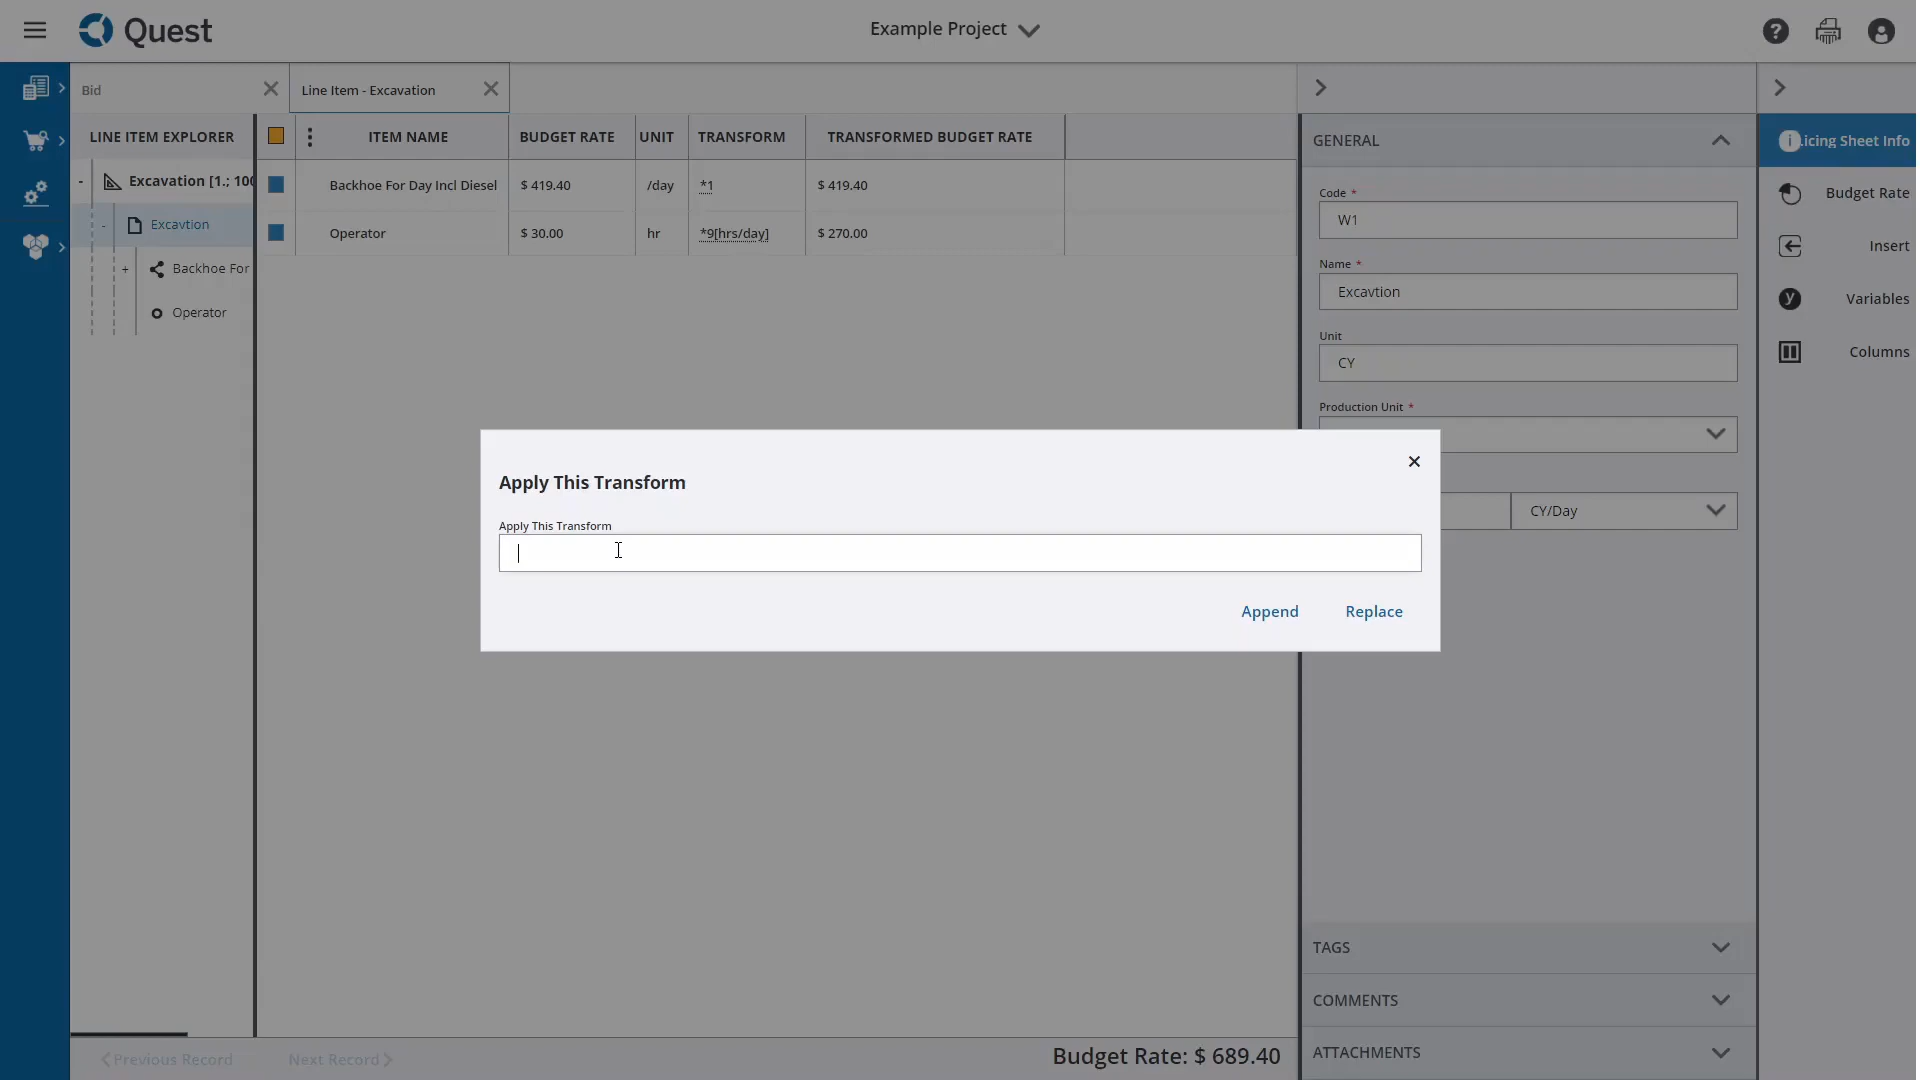 Quest
Example Project
Bid
Line Item - Excavation
LINE ITEM EXPLORER
Excavation [1.; 100
Excavtion
Backhoe For
Operator
ITEM NAME BUDGET RATE UNIT TRANSFORM TRANSFORMED BUDGET RATE
Backhoe For Day Incl Diesel $ 419.40 /day *1 $ 419.40
Operator $ 30.00 hr *9[hrs/day] $ 270.00
Apply This Transform
Apply This Transform
Append Replace
Previous Record Next Record
Budget Rate: $ 689.40
GENERAL
Code *
W1
Name *
Excavtion
Unit
CY
Production Unit *
CY/Day
TAGS
COMMENTS
ATTACHMENTS
icing Sheet Info
Budget Rate
Insert
Variables
Columns